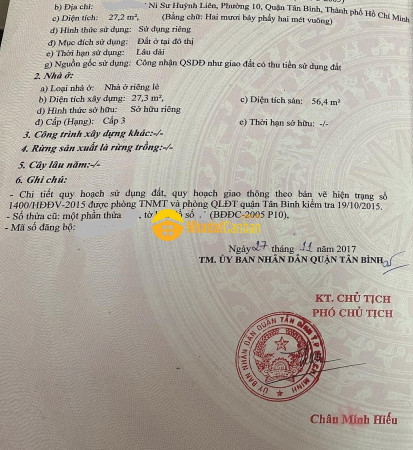 b) Địa chỉ: Ni Sư Huỳnh Liên, Phường 10, Quận Tân Bình, Thành phố Hồ Chí Minh
c) Diện tích: 27,2 m², (Bằng chữ: Hai mươi bảy phẩy hai mét vuông)
d) Hình thức sử dụng: Sử dụng riêng
đ) Mục đích sử dụng: Đất ở tại đô thị
e) Thời hạn sử dụng: Lâu dài
g) Nguồn gốc sử dụng: Công nhận QSDĐ như giao đất có thu tiền sử dụng đất
2. Nhà ở:
a) Loại nhà ở: Nhà ở riêng lẻ
b) Diện tích xây dựng: 27,3 m², c) Diện tích sàn: 56,4 m²
d) Hình thức sở hữu: Sở hữu riêng
đ) Cấp (Hạng): Cấp 3 e) Thời hạn sở hữu: -/-
3. Công trình xây dựng khác:-/-
4. Rừng sản xuất là rừng trồng:-/-
5. Cây lâu năm:-/-
6. Ghi chú:
- Chi tiết quy hoạch sử dụng đất, quy hoạch giao thông theo bản vẽ hiện trạng số
1400/HĐĐV-2015 được phòng TNMT và phòng QLĐT quận Tân Bình kiểm tra 19/10/2015.
- Số thửa cũ: một phần thửa , tờ số (BĐĐC-2005 P10).
- Mã số đăng bộ:
Ngày 27 tháng 11 năm 2017
TM. ỦY BAN NHÂN DÂN QUẬN TÂN BÌNH
KT. CHỦ TỊCH
PHÓ CHỦ TỊCH
ỦY BAN NHÂN DÂN QUẬN TÂN BÌNH
Châu Minh Hiếu